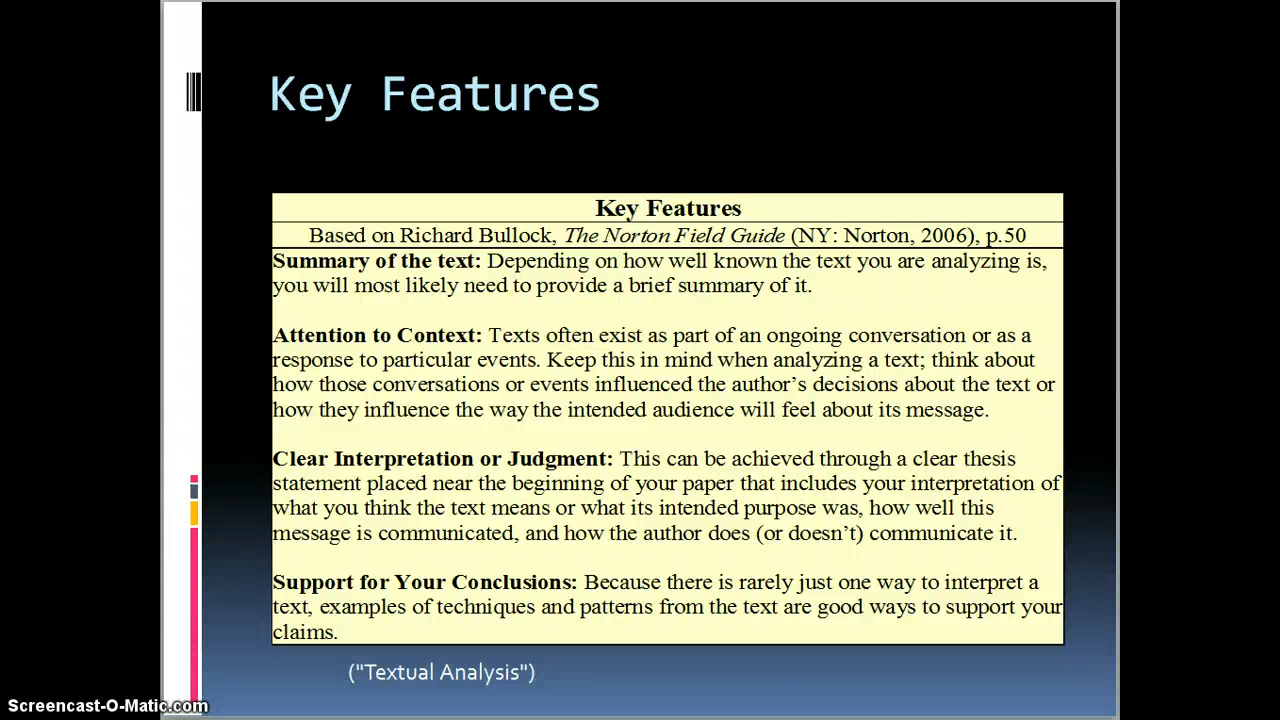 Key Features
Key Features
Based on Richard Bullock, The Norton Field Guide (NY: Norton, 2006), p.50
Summary of the text: Depending on how well known the text you are analyzing is,
you will most likely need to provide a brief summary of it.
Attention to Context: Texts often exist as part of an ongoing conversation or as a
response to particular events. Keep this in mind when analyzing a text; think about
how those conversations or events influenced the author's decisions about the text or
how they influence the way the intended audience will feel about its message.
Clear Interpretation or Judgment: This can be achieved through a clear thesis
statement placed near the beginning of your paper that includes your interpretation of
what you think the text means or what its intended purpose was, how well this
message is communicated, and how the author does (or doesn't) communicate it.
Support for Your Conclusions: Because there is rarely just one way to interpret a
text, examples of techniques and patterns from the text are good ways to support your
claims.
("Textual Analysis")
Screencast-O-Matic.com